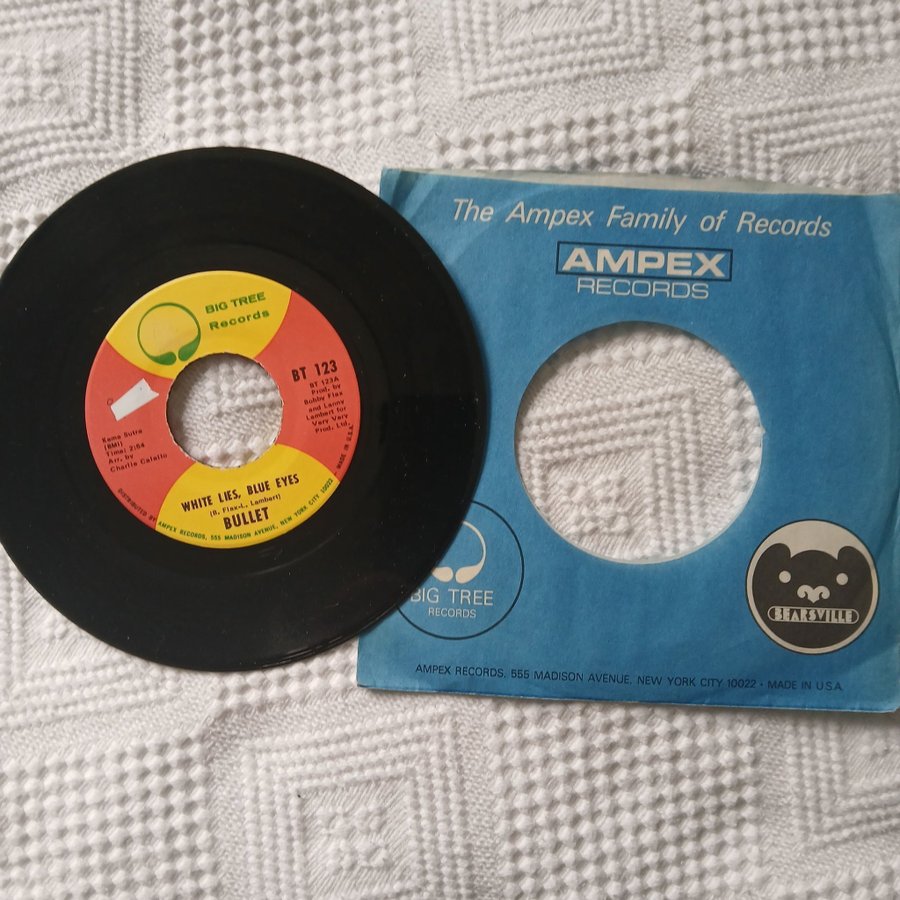 BIG TREE
Records
BT 123
BT 123A
Prod. by
Bobby Flax
and Lanny
Lambert for
Very Very
Prod. Ltd.
Kama Sutra
(BMI)
Time: 2:54
Arr. by
Charlie Calello
WHITE LIES, BLUE EYES
(B. Flax-L. Lambert)
BULLET
DISTRIBUTED BY AMPEX RECORDS, 555 MADISON AVENUE, NEW YORK CITY 10022 MADE IN U.S.A.
The Ampex Family of Records
AMPEX
RECORDS
BIG TREE
RECORDS
BEARSVILLE
AMPEX RECORDS, 555 MADISON AVENUE, NEW YORK CITY 10022 • MADE IN U.S.A.